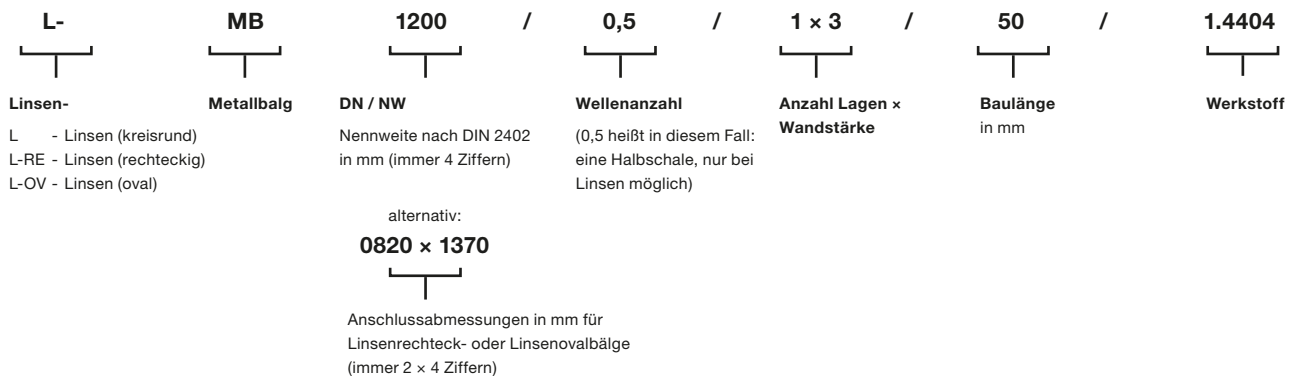 L- MB 1200 / 0,5 / 1 × 3 / 50 / 1.4404
Linsen-
L - Linsen (kreisrund)
L-RE - Linsen (rechteckig)
L-OV - Linsen (oval)
Metallbalg
DN / NW
Nennweite nach DIN 2402
in mm (immer 4 Ziffern)
alternativ:
0820 × 1370
Anschlussabmessungen in mm für
Linsenrechteck- oder Linsenovalbälge
(immer 2 × 4 Ziffern)
Wellenanzahl
(0,5 heißt in diesem Fall:
eine Halbschale, nur bei
Linsen möglich)
Anzahl Lagen ×
Wandstärke
Baulänge
in mm
Werkstoff